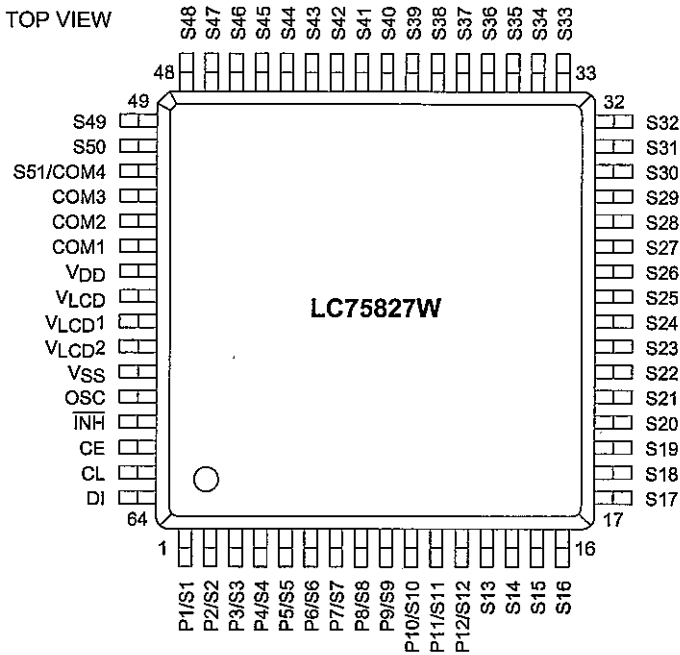 TOP VIEW
S48
S47
S46
S45
S44
S43
S42
S41
S40
S39
S38
S37
S36
S35
S34
S33
48
33
49
32
S49
S50
S51/COM4
COM3
COM2
COM1
VDD
VLCD
VLCD1
VLCD2
VSS
OSC
INH
CE
CL
DI
LC75827W
S32
S31
S30
S29
S28
S27
S26
S25
S24
S23
S22
S21
S20
S19
S18
S17
64
17
1
16
P1/S1
P2/S2
P3/S3
P4/S4
P5/S5
P6/S6
P7/S7
P8/S8
P9/S9
P10/S10
P11/S11
P12/S12
S13
S14
S15
S16